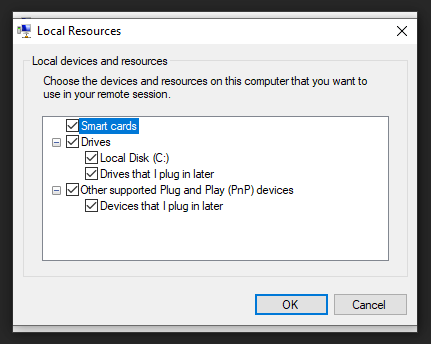 Local Resources
Local devices and resources
Choose the devices and resources on this computer that you want to
use in your remote session.
Smart cards
Drives
Local Disk (C:)
Drives that I plug in later
Other supported Plug and Play (PnP) devices
Devices that I plug in later
OK
Cancel